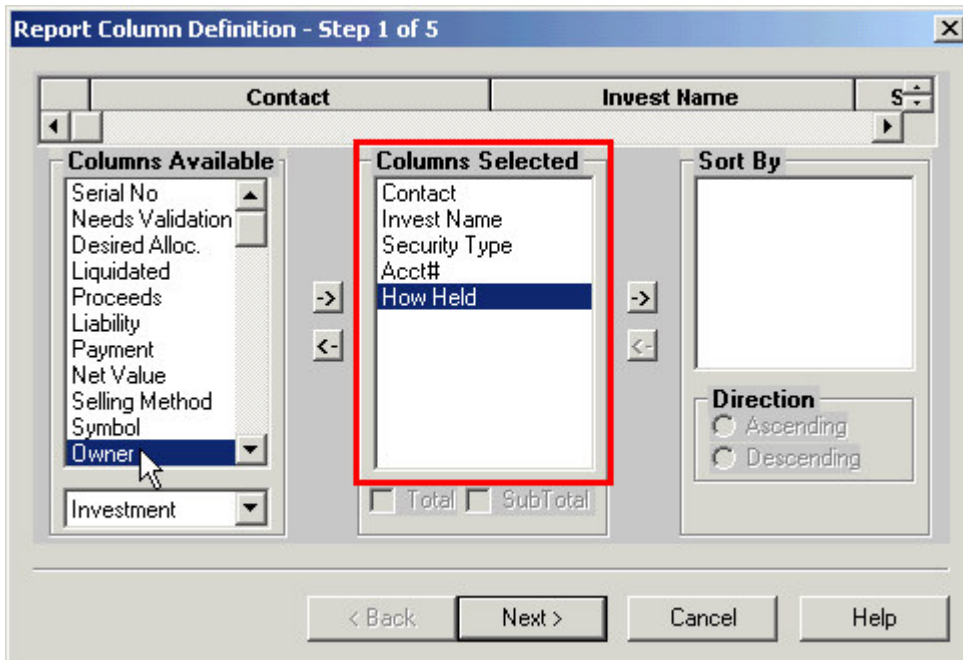 Report Column Definition - Step 1 of 5
Contact Invest Name S
Columns Available
Serial No
Needs Validation
Desired Alloc.
Liquidated
Proceeds
Liability
Payment
Net Value
Selling Method
Symbol
Owner
Investment
->
<-
Columns Selected
Contact
Invest Name
Security Type
Acct#
How Held
Total SubTotal
->
<-
Sort By
Direction
Ascending
Descending
< Back Next > Cancel Help